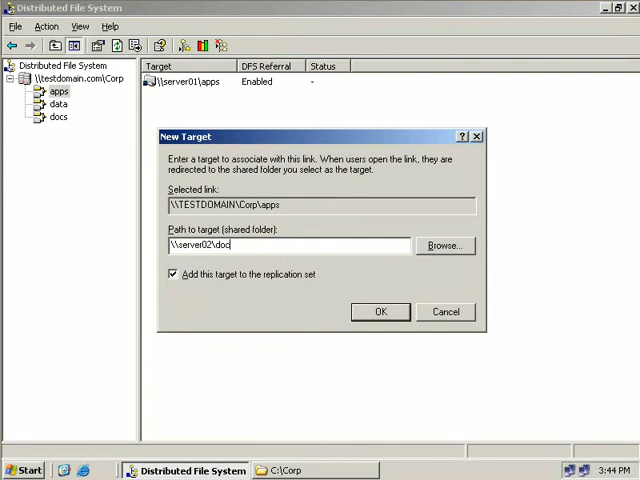 Distributed File System
File Action View Help
Distributed File System
\\testdomain.com\Corp
apps
data
docs
Target DFS Referral Status
\\server01\apps Enabled -
New Target
Enter a target to associate with this link. When users open the link, they are
redirected to the shared folder you select as the target.
Selected link:
\\TESTDOMAIN\Corp\apps
Path to target (shared folder):
\\server02\doc
Browse...
Add this target to the replication set
OK Cancel
Start Distributed File System C:\Corp 3:44 PM